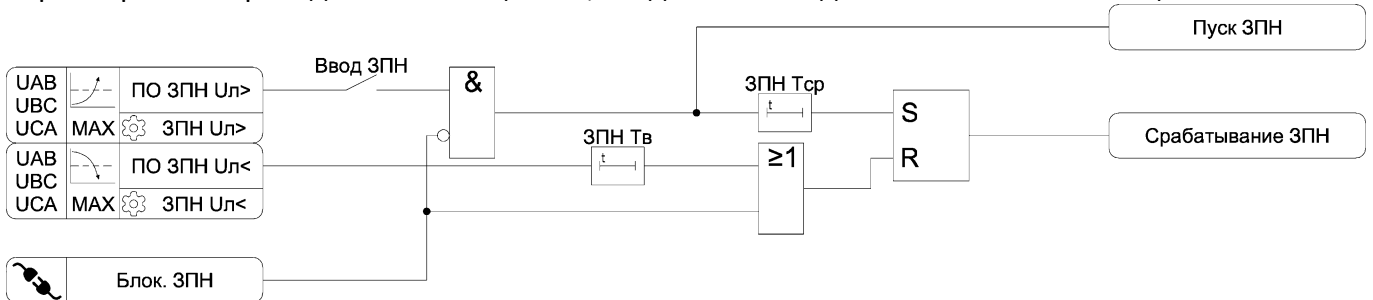 Пуск ЗПН
Ввод ЗПН
UAB
UBC
UCA
MAX
ПО ЗПН Uл>
ЗПН Uл>
&
ЗПН Тср
t
S
R
Срабатывание ЗПН
UAB
UBC
UCA
MAX
ПО ЗПН Uл<
ЗПН Uл<
ЗПН Тв
t
≥1
Блок. ЗПН